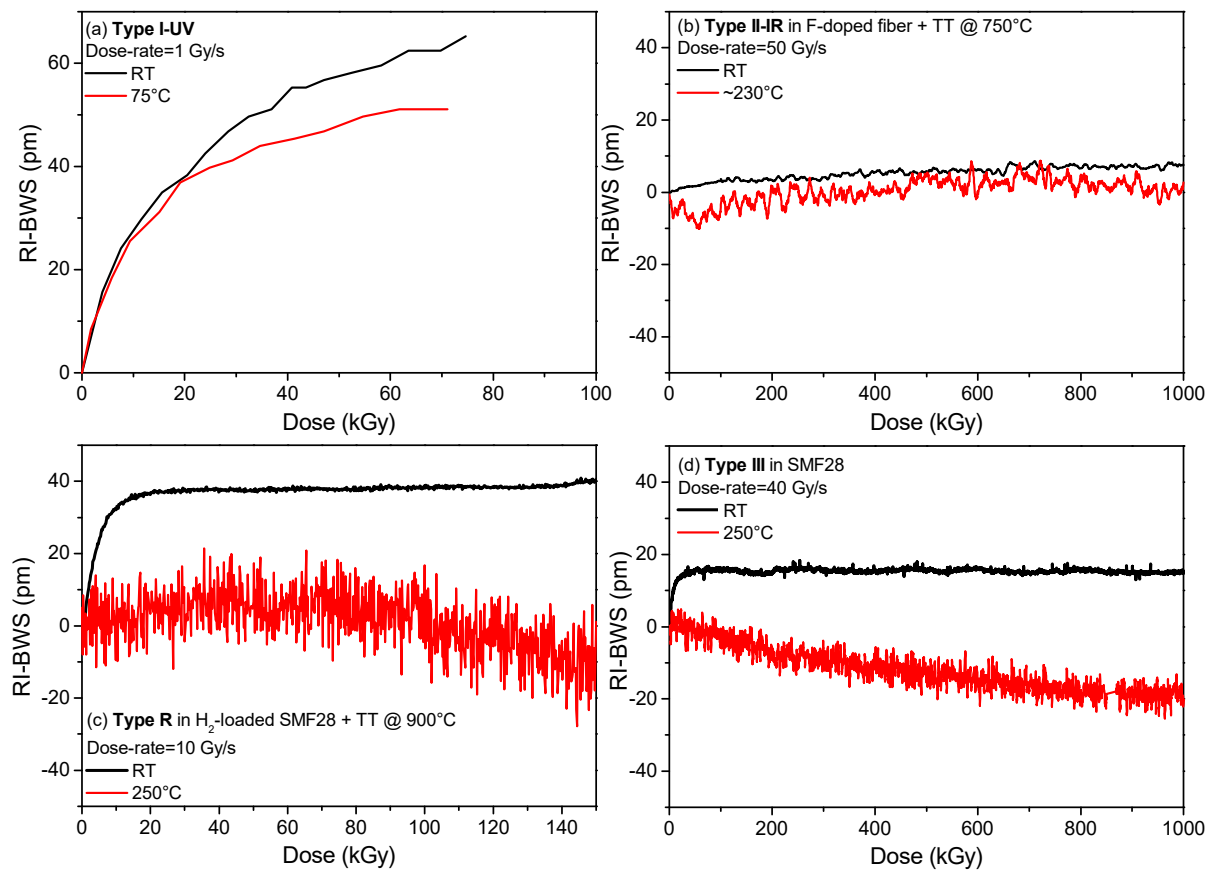 (a) Type I-UV
Dose-rate=1 Gy/s
RT
75°C
RI-BWS (pm)
60
40
20
0
0 20 40 60 80 100
Dose (kGy)
(b) Type II-IR in F-doped fiber + TT @ 750°C
Dose-rate=50 Gy/s
RT
~230°C
RI-BWS (pm)
40
20
0
-20
-40
0 200 400 600 800 1000
Dose (kGy)
(c) Type R in H2-loaded SMF28 + TT @ 900°C
Dose-rate=10 Gy/s
RT
250°C
RI-BWS (pm)
40
20
0
-20
-40
0 20 40 60 80 100 120 140
Dose (kGy)
(d) Type III in SMF28
Dose-rate=40 Gy/s
RT
250°C
RI-BWS (pm)
40
20
0
-20
-40
0 200 400 600 800 1000
Dose (kGy)